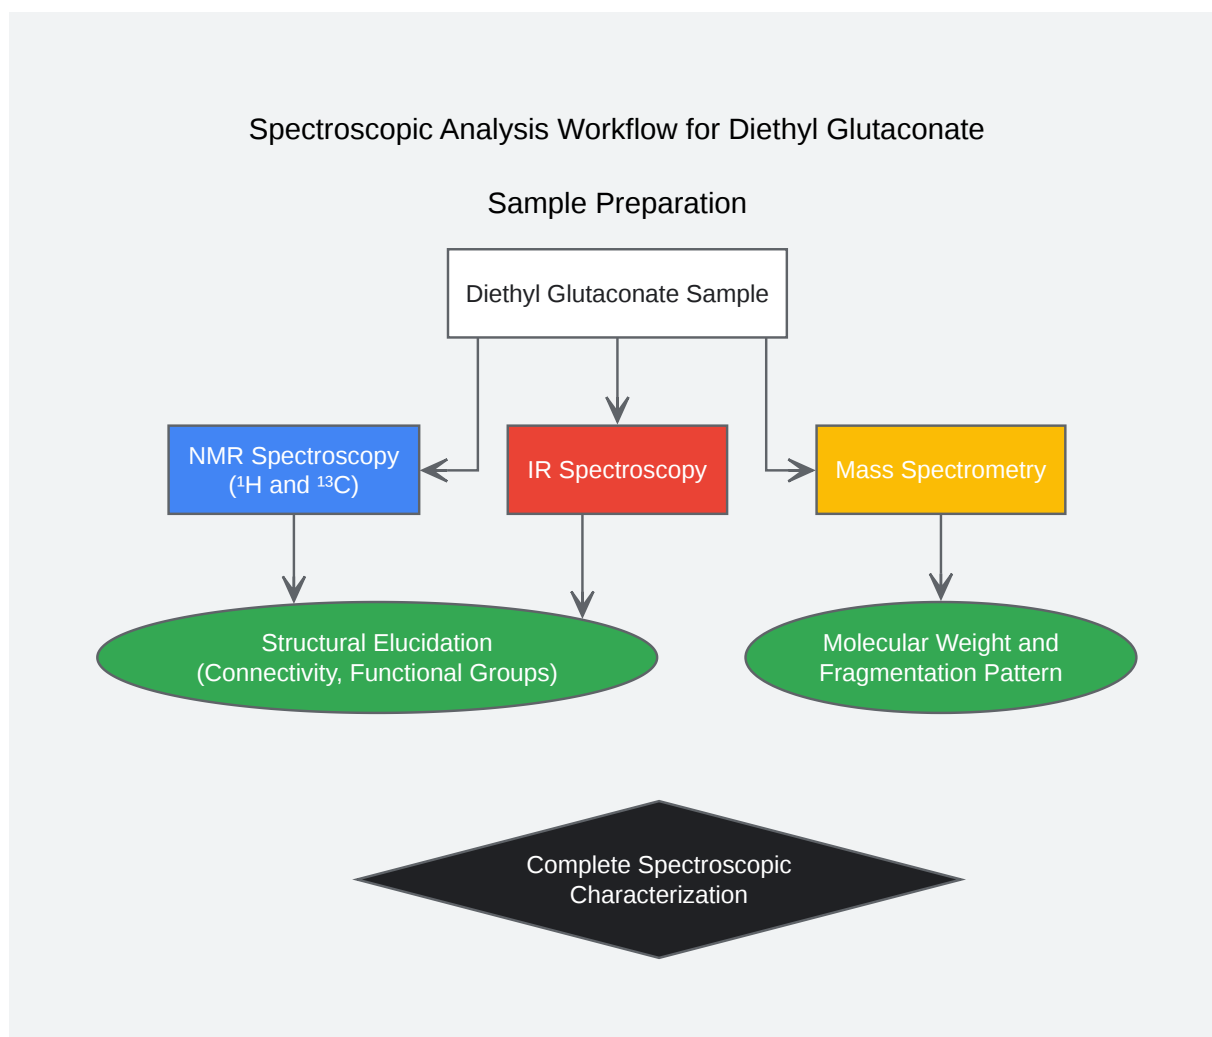 Spectroscopic Analysis Workflow for Diethyl Glutaconate
Sample Preparation
Diethyl Glutaconate Sample
NMR Spectroscopy
(¹H and ¹³C)
IR Spectroscopy
Mass Spectrometry
Structural Elucidation
(Connectivity, Functional Groups)
Molecular Weight and
Fragmentation Pattern
Complete Spectroscopic
Characterization